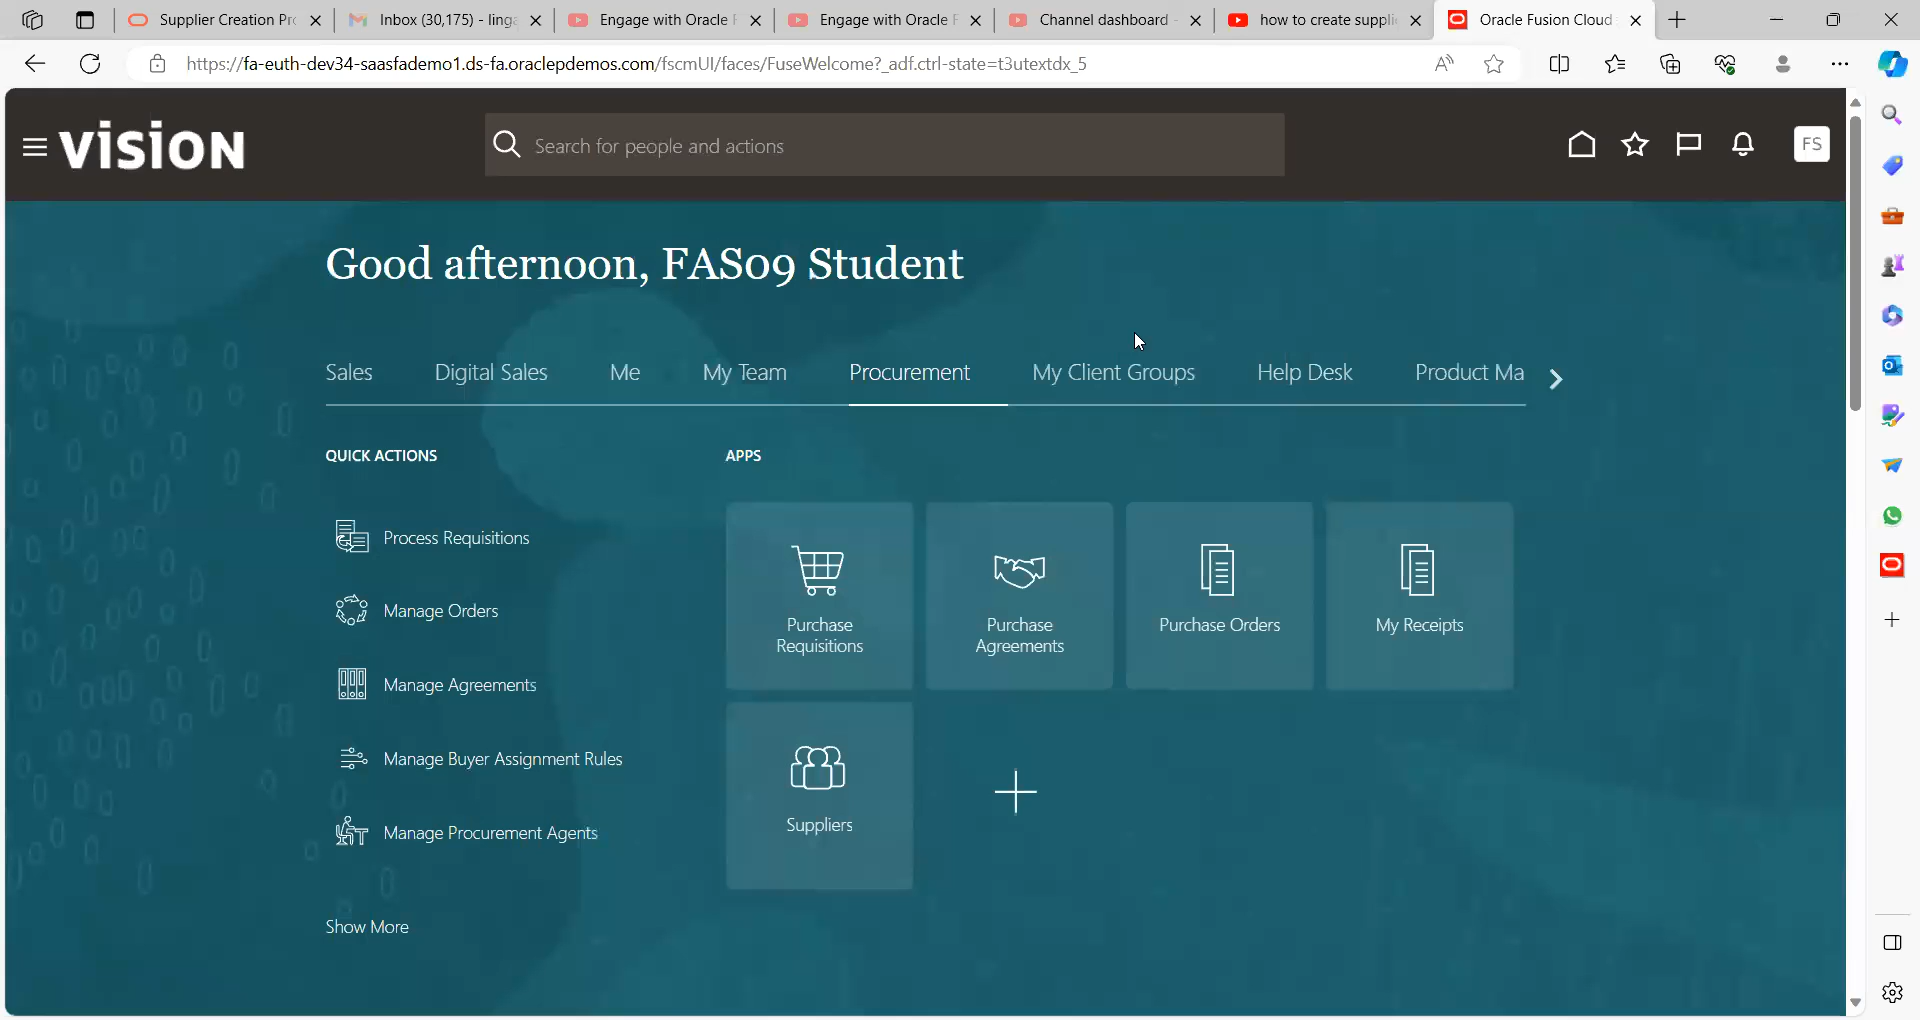 Supplier Creation Pr
Inbox (30,175) - ling
Engage with Oracle F
Engage with Oracle F
Channel dashboard -
how to create suppli
Oracle Fusion Cloud
https://fa-euth-dev34-saasfademo1.ds-fa.oraclepdemos.com/fscmUI/faces/FuseWelcome?_adf.ctrl-state=t3utextdx_5
VISION
Search for people and actions
FS
Good afternoon, FAS09 Student
Sales
Digital Sales
Me
My Team
Procurement
My Client Groups
Help Desk
Product Ma
QUICK ACTIONS
APPS
Process Requisitions
Manage Orders
Manage Agreements
Manage Buyer Assignment Rules
Manage Procurement Agents
Show More
Purchase
Requisitions
Purchase
Agreements
Purchase Orders
My Receipts
Suppliers